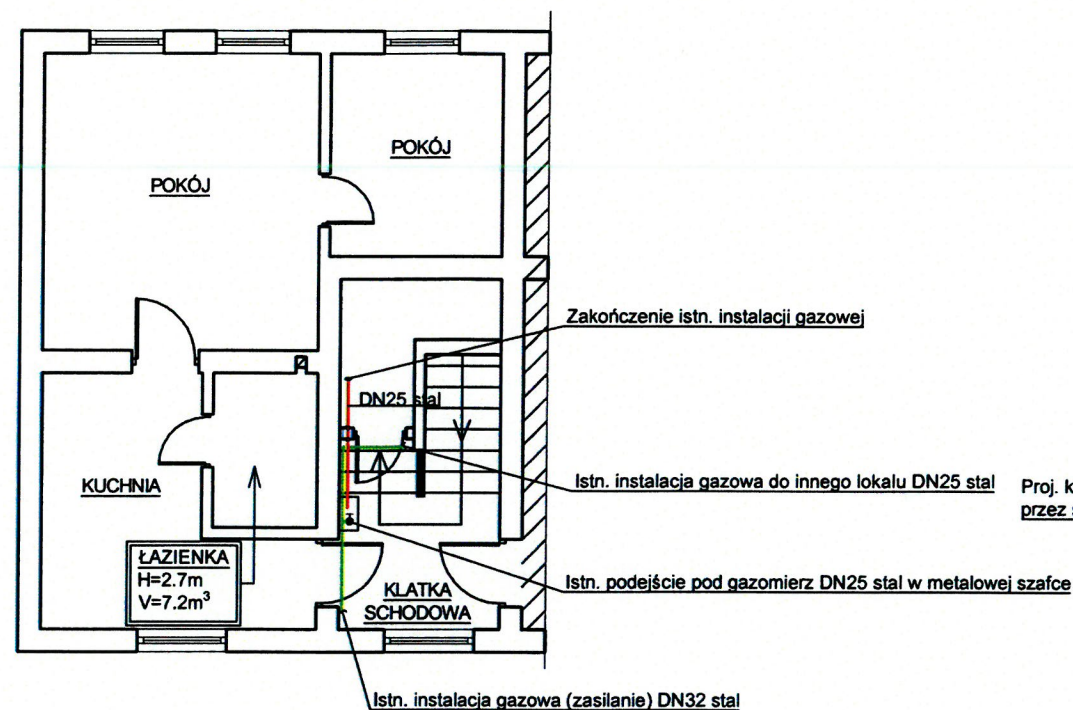 POKÓJ
POKÓJ
Zakończenie istn. instalacji gazowej
DN25 stal
KUCHNIA
Istn. instalacja gazowa do innego lokalu DN25 stal
Proj. k
przez s
ŁAZIENKA
H=2.7m
V=7.2m³
KLATKA
SCHODOWA
Istn. podejście pod gazomierz DN25 stal w metalowej szafce
Istn. instalacja gazowa (zasilanie) DN32 stal